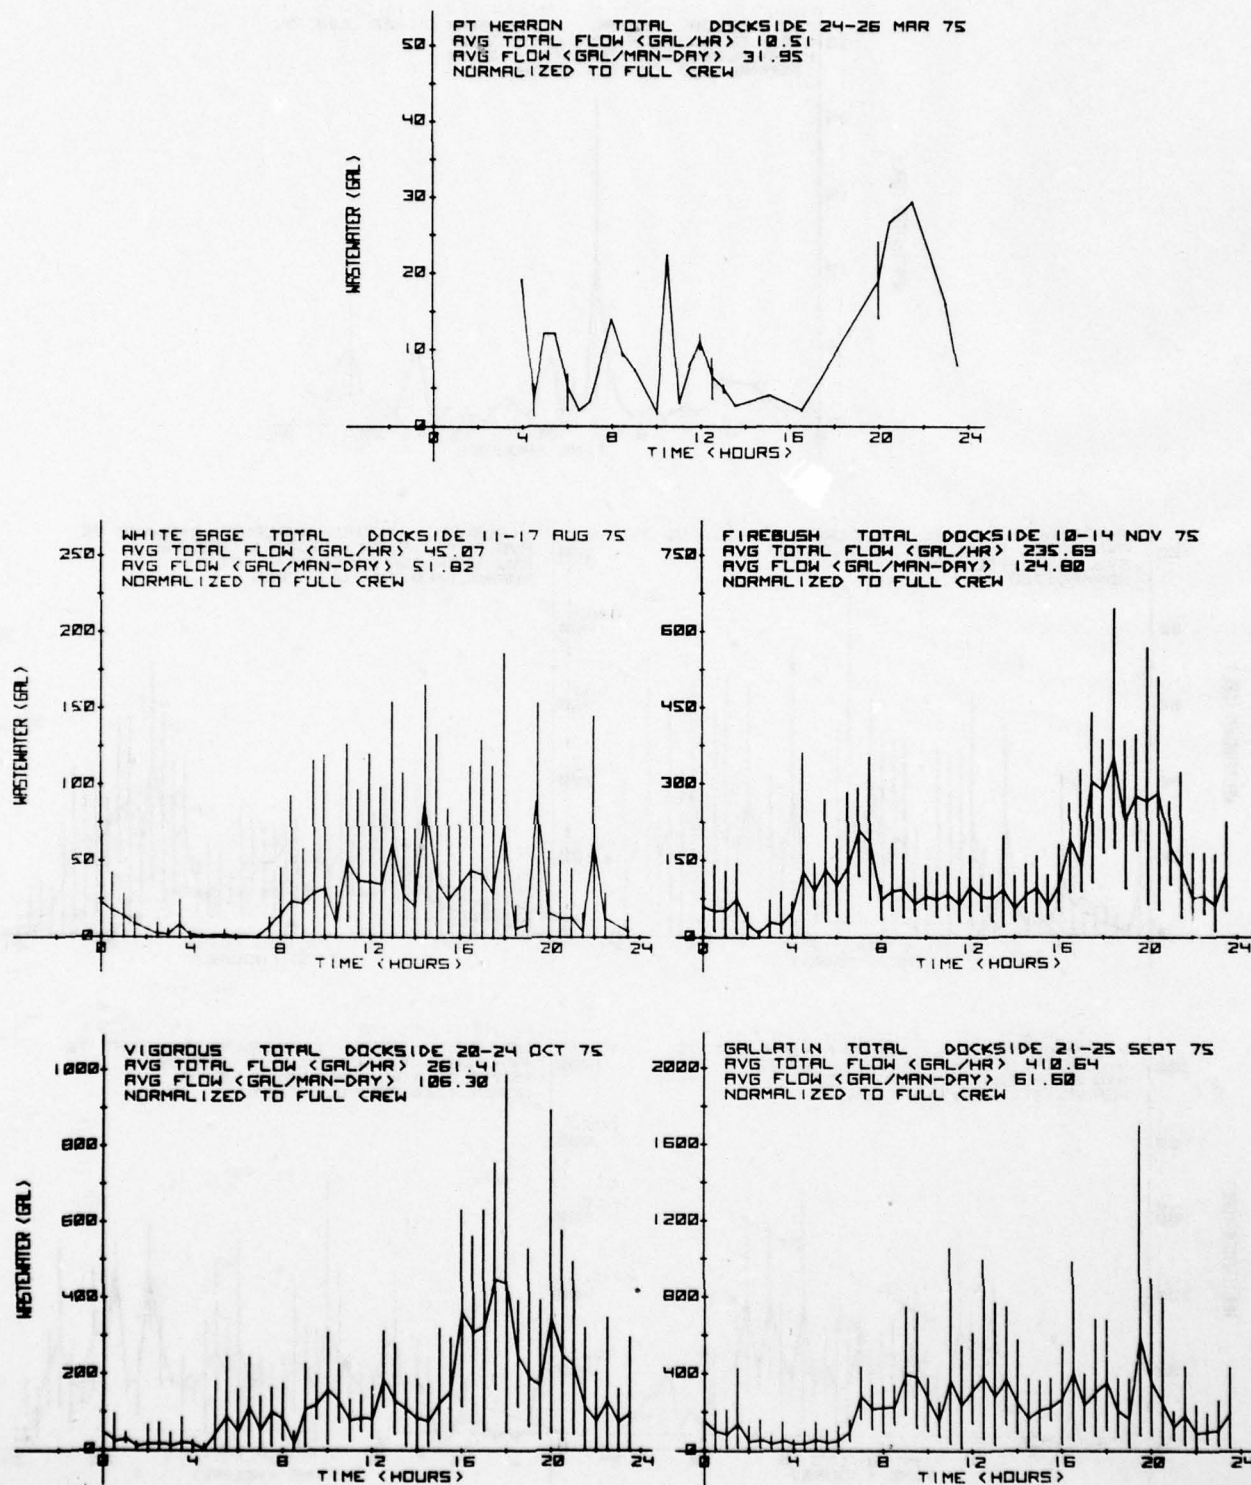 PT HERRON TOTAL DOCKSIDE 24-26 MAR 75
AVG TOTAL FLOW <GAL/HR> 10.51
AVG FLOW <GAL/MAN-DAY> 31.95
NORMALIZED TO FULL CREW
50
40
30
20
10
0
WASTEWATER (GAL)
0 4 8 12 16 20 24
TIME <HOURS>
WHITE SAGE TOTAL DOCKSIDE 11-17 AUG 75
AVG TOTAL FLOW <GAL/HR> 45.07
AVG FLOW <GAL/MAN-DAY> 51.82
NORMALIZED TO FULL CREW
250
200
150
100
50
0
WASTEWATER (GAL)
0 4 8 12 16 20 24
TIME <HOURS>
FIREBUSH TOTAL DOCKSIDE 10-14 NOV 75
AVG TOTAL FLOW <GAL/HR> 235.69
AVG FLOW <GAL/MAN-DAY> 124.80
NORMALIZED TO FULL CREW
750
600
450
300
150
0
0 4 8 12 16 20 24
TIME <HOURS>
VIGOROUS TOTAL DOCKSIDE 20-24 OCT 75
AVG TOTAL FLOW <GAL/HR> 261.41
AVG FLOW <GAL/MAN-DAY> 106.30
NORMALIZED TO FULL CREW
1000
800
600
400
200
0
WASTEWATER (GAL)
0 4 8 12 16 20 24
TIME <HOURS>
GALLATIN TOTAL DOCKSIDE 21-25 SEPT 75
AVG TOTAL FLOW <GAL/HR> 410.64
AVG FLOW <GAL/MAN-DAY> 61.60
NORMALIZED TO FULL CREW
2000
1600
1200
800
400
0
0 4 8 12 16 20 24
TIME <HOURS>